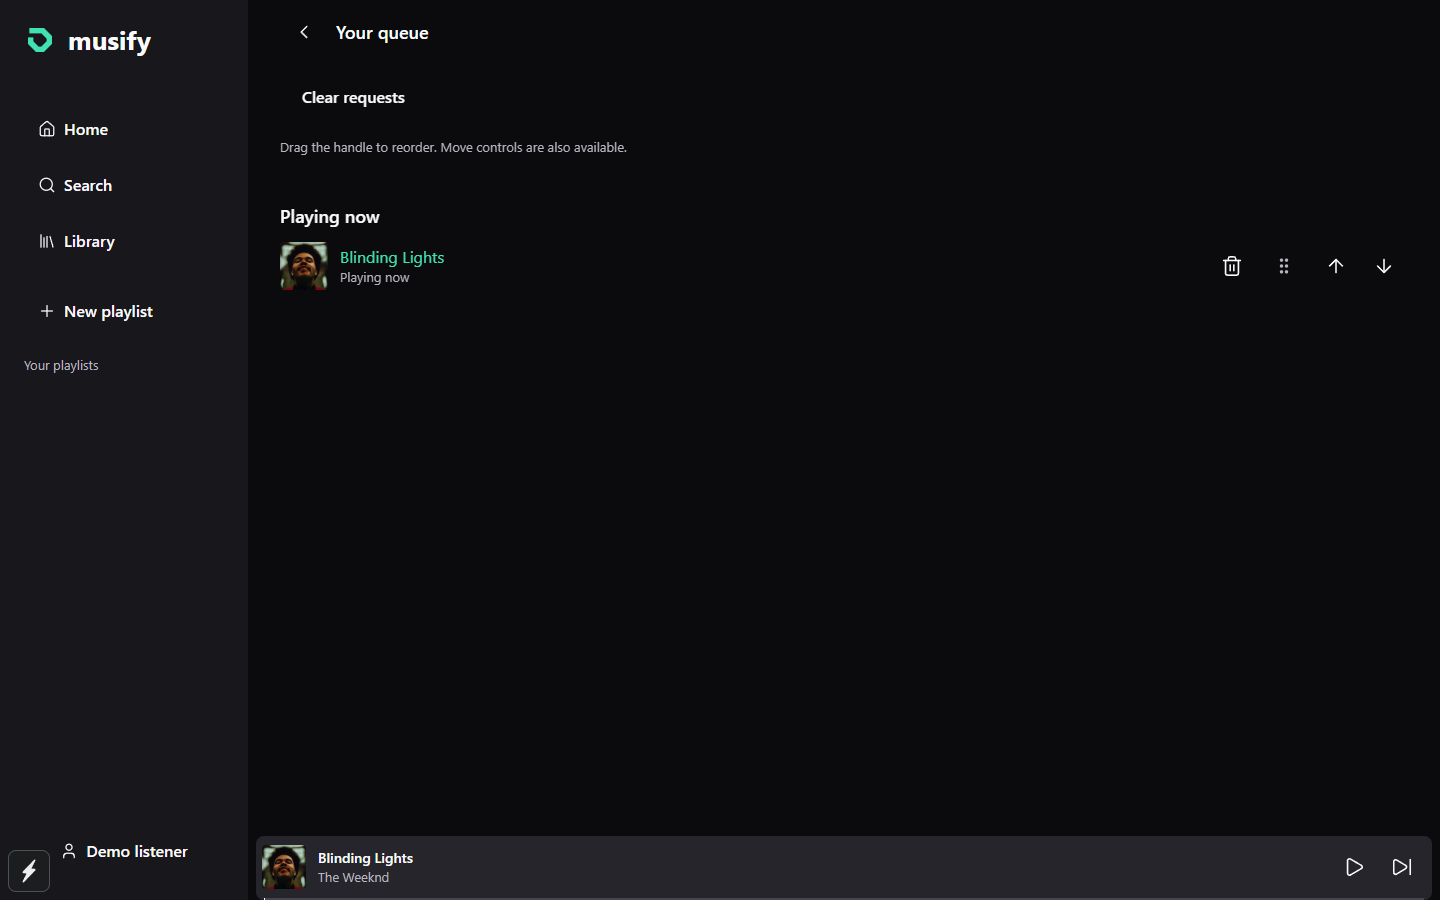 musify
Home
Search
Library
New playlist
Your playlists
Demo listener
Your queue
Clear requests
Drag the handle to reorder. Move controls are also available.
Playing now
Blinding Lights
Playing now
Blinding Lights
The Weeknd